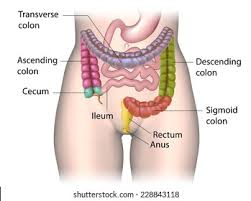 Transverse
colon
Ascending
colon
Descending
colon
Cecum
Ileum
Sigmoid
colon
Rectum
Anus
shutterstock.com · 228843118